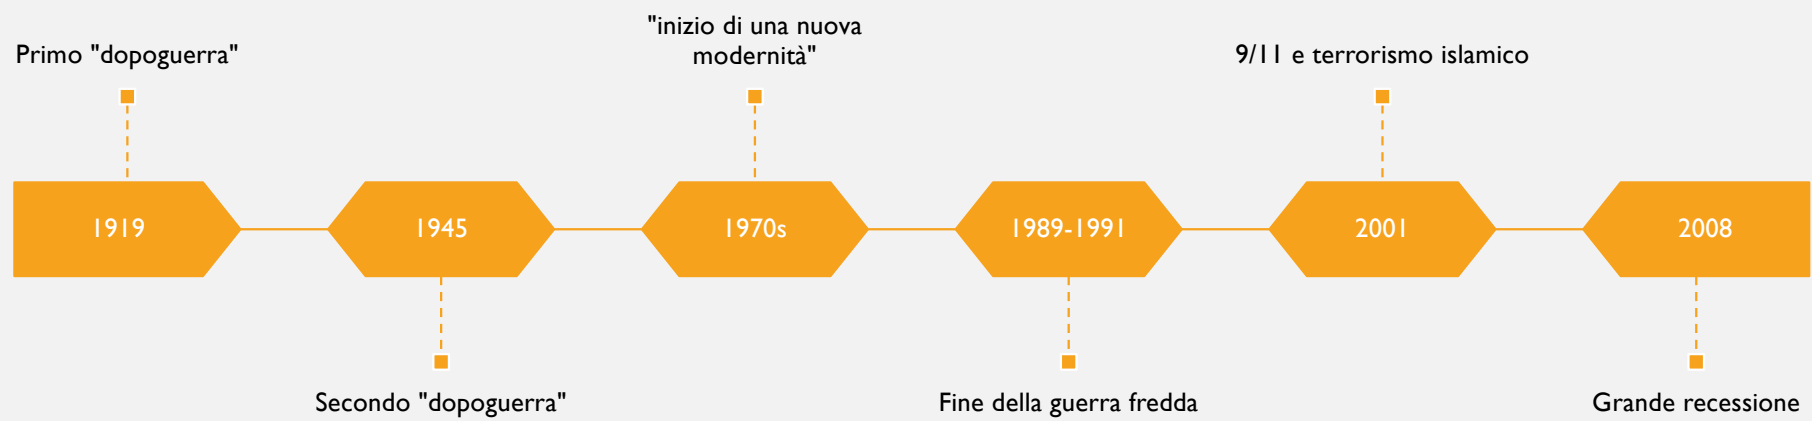 "inizio di una nuova
modernità"
Primo "dopoguerra"
9/11 e terrorismo islamico
1919
1945
1970s
1989-1991
2001
2008
Secondo "dopoguerra"
Fine della guerra fredda
Grande recessione